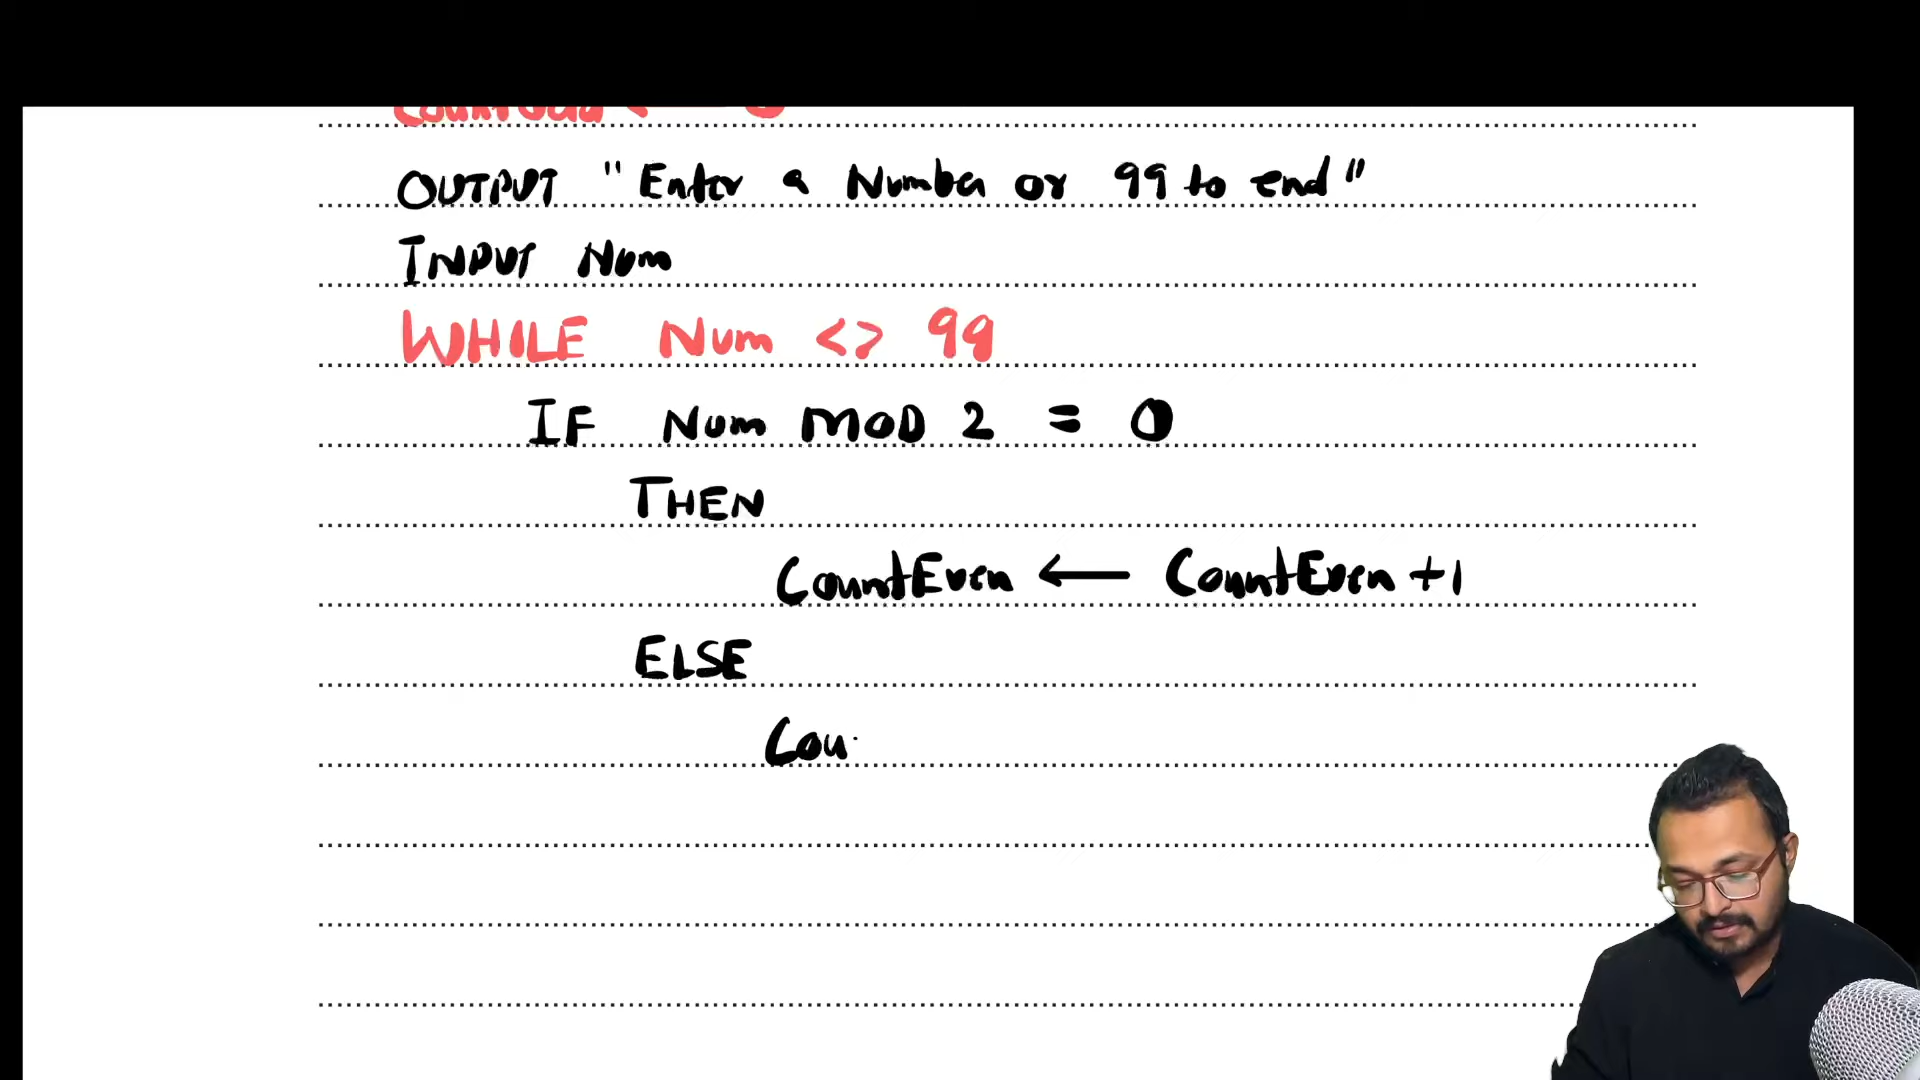 OUTPUT "Enter a Number or 99 to end"
INPUT Num
WHILE Num <> 99
IF Num MOD 2 = 0
THEN
CountEven ← CountEven +1
ELSE
Cou